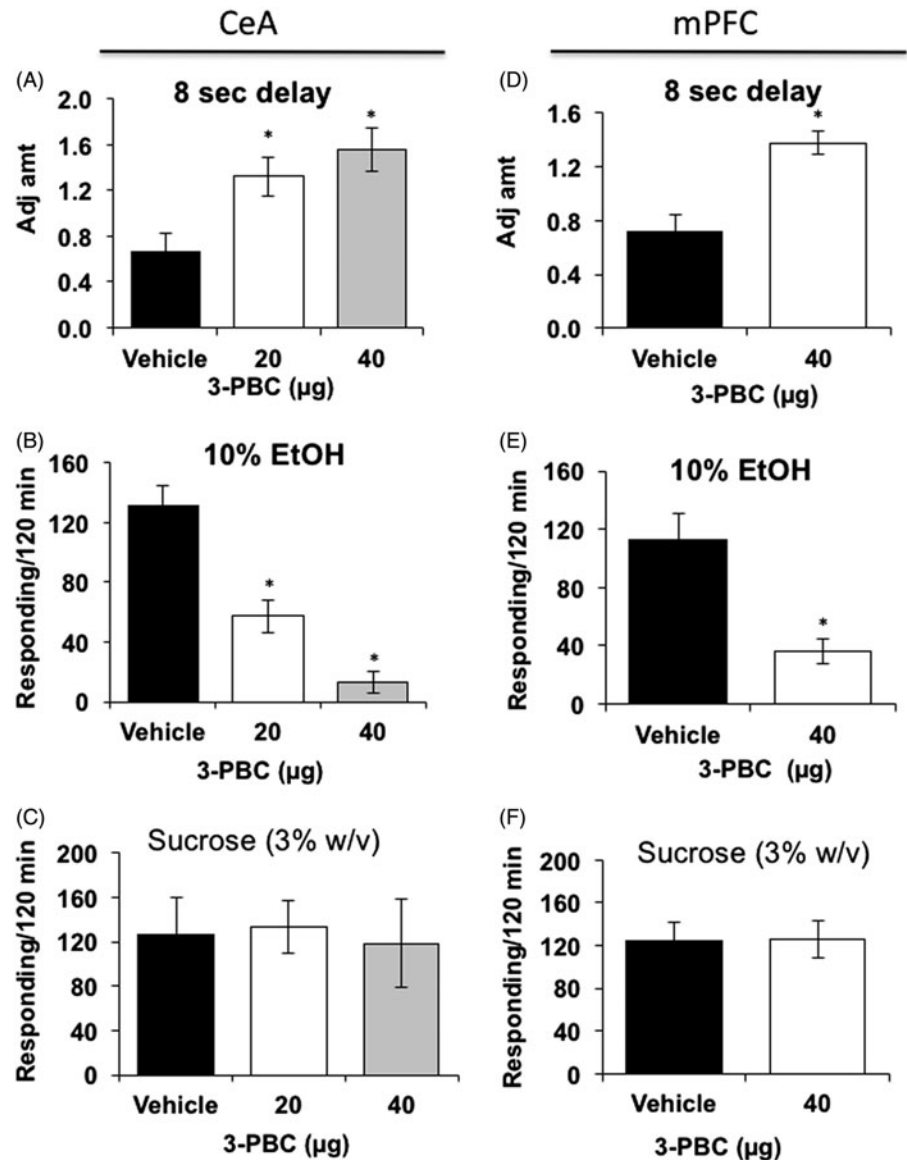 CeA
mPFC
(A)
8 sec delay
Adj amt
2.0
1.6
1.2
0.8
0.4
0.0
*
*
Vehicle 20 40
3-PBC (µg)
(D)
8 sec delay
Adj amt
1.6
1.2
0.8
0.4
0.0
*
Vehicle 40
3-PBC (µg)
(B)
10% EtOH
Responding/120 min
160
120
80
40
0
*
*
Vehicle 20 40
3-PBC (µg)
(E)
10% EtOH
Responding/120 min
160
120
80
40
0
*
Vehicle 40
3-PBC (µg)
(C)
Sucrose (3% w/v)
Responding/120 min
200
160
120
80
40
0
Vehicle 20 40
3-PBC (µg)
(F)
Sucrose (3% w/v)
Responding/120 min
200
160
120
80
40
0
Vehicle 40
3-PBC (µg)